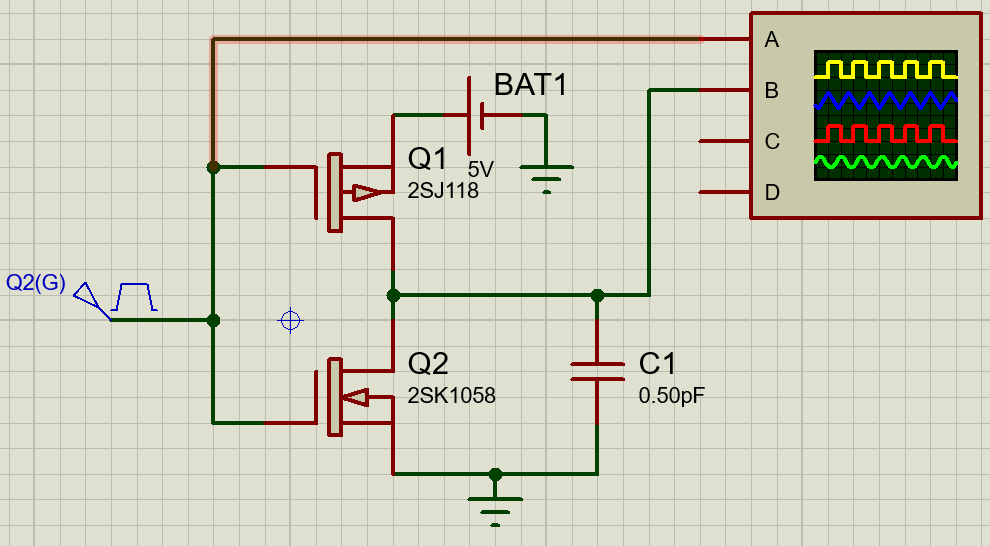 A
BAT1
B
Q1
C
5V
2SJ118
D
Q2(G)
Q2
C1
2SK1058
0.50pF